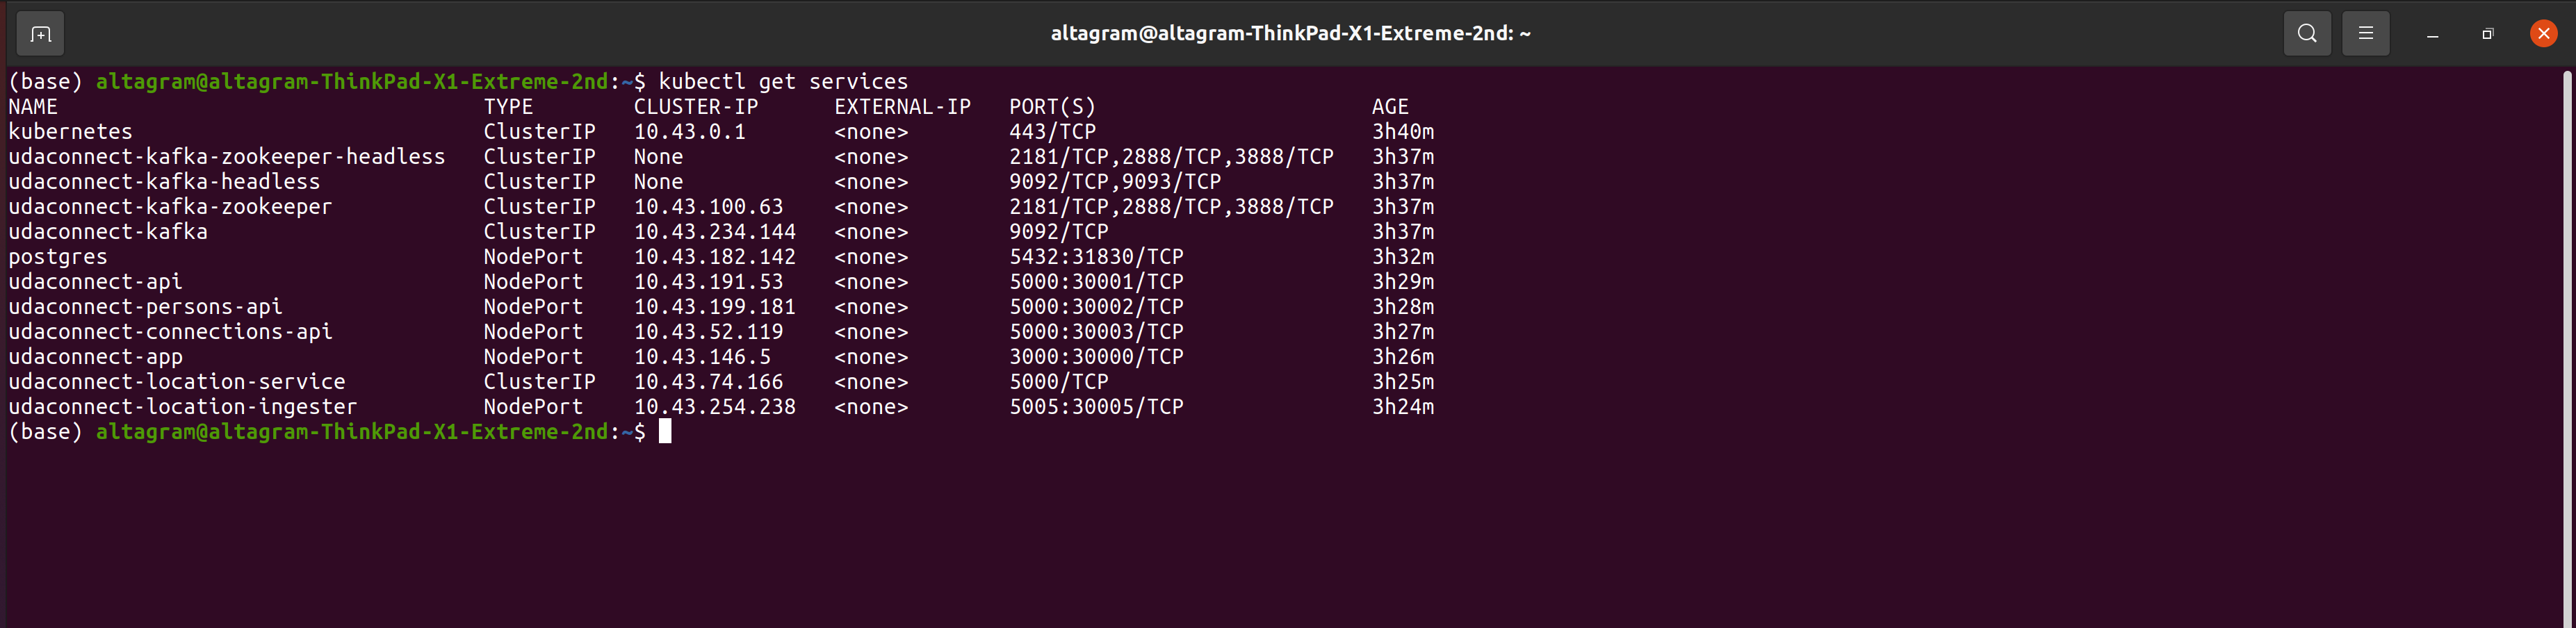 altagram@altagram-ThinkPad-X1-Extreme-2nd: ~
(base) altagram@altagram-ThinkPad-X1-Extreme-2nd:~$ kubectl get services
NAME                                  TYPE        CLUSTER-IP      EXTERNAL-IP   PORT(S)                      AGE
kubernetes                            ClusterIP   10.43.0.1       <none>        443/TCP                      3h40m
udaconnect-kafka-zookeeper-headless   ClusterIP   None            <none>        2181/TCP,2888/TCP,3888/TCP   3h37m
udaconnect-kafka-headless             ClusterIP   None            <none>        9092/TCP,9093/TCP            3h37m
udaconnect-kafka-zookeeper            ClusterIP   10.43.100.63    <none>        2181/TCP,2888/TCP,3888/TCP   3h37m
udaconnect-kafka                      ClusterIP   10.43.234.144   <none>        9092/TCP                     3h37m
postgres                              NodePort    10.43.182.142   <none>        5432:31830/TCP               3h32m
udaconnect-api                        NodePort    10.43.191.53    <none>        5000:30001/TCP               3h29m
udaconnect-persons-api                NodePort    10.43.199.181   <none>        5000:30002/TCP               3h28m
udaconnect-connections-api            NodePort    10.43.52.119    <none>        5000:30003/TCP               3h27m
udaconnect-app                        NodePort    10.43.146.5     <none>        3000:30000/TCP               3h26m
udaconnect-location-service           ClusterIP   10.43.74.166    <none>        5000/TCP                     3h25m
udaconnect-location-ingester          NodePort    10.43.254.238   <none>        5005:30005/TCP               3h24m
(base) altagram@altagram-ThinkPad-X1-Extreme-2nd:~$